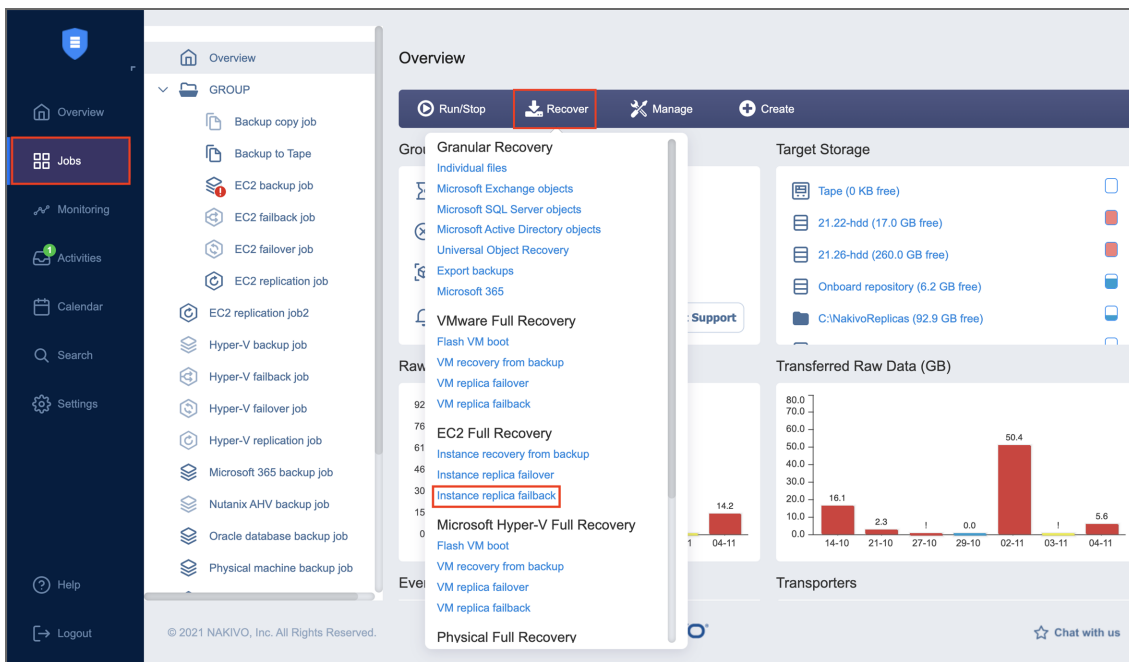 Overview
Jobs
Monitoring
1
Activities
Calendar
Search
Settings
Help
Logout
Overview
GROUP
Backup copy job
Backup to Tape
EC2 backup job
EC2 failback job
EC2 failover job
EC2 replication job
EC2 replication job2
Hyper-V backup job
Hyper-V failback job
Hyper-V failover job
Hyper-V replication job
Microsoft 365 backup job
Nutanix AHV backup job
Oracle database backup job
Physical machine backup job
© 2021 NAKIVO, Inc. All Rights Reserved.
Overview
Run/Stop
Recover
Manage
Create
Granular Recovery
Individual files
Microsoft Exchange objects
Microsoft SQL Server objects
Microsoft Active Directory objects
Universal Object Recovery
Export backups
Microsoft 365
VMware Full Recovery
Flash VM boot
VM recovery from backup
VM replica failover
VM replica failback
EC2 Full Recovery
Instance recovery from backup
Instance replica failover
Instance replica failback
Microsoft Hyper-V Full Recovery
Flash VM boot
VM recovery from backup
VM replica failover
VM replica failback
Physical Full Recovery
Support
14.2
04-11
Target Storage
Tape (0 KB free)
21.22-hdd (17.0 GB free)
21.26-hdd (260.0 GB free)
Onboard repository (6.2 GB free)
C:\NakivoReplicas (92.9 GB free)
Transferred Raw Data (GB)
80.0
70.0
60.0
50.0
40.0
30.0
20.0
10.0
0.0
16.1
2.3
!
0.0
50.4
!
5.6
14-10
21-10
27-10
29-10
02-11
03-11
04-11
Transporters
Chat with us